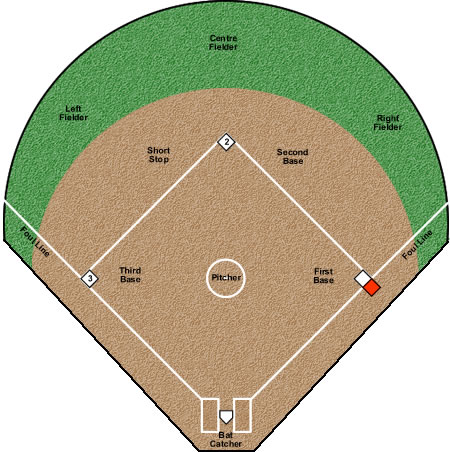 Centre
Fielder
Left
Fielder
Right
Fielder
Short
Stop
2
Second
Base
Foul Line
Foul Line
3
Third
Base
Pitcher
First
Base
Bat
Catcher